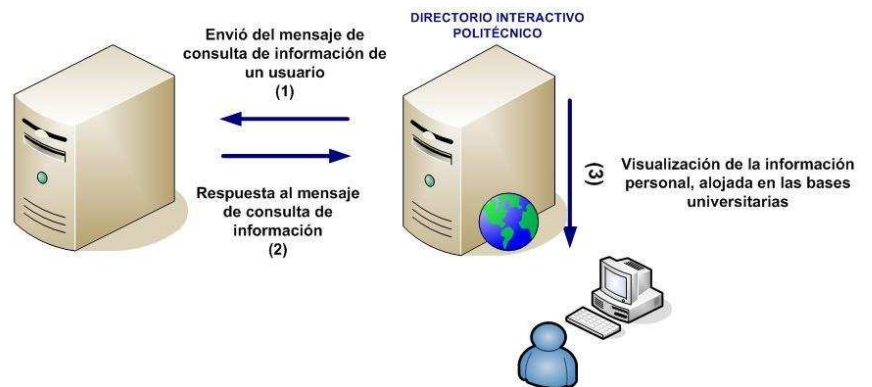 DIRECTORIO INTERACTIVO
POLITÉCNICO
Envió del mensaje de
consulta de información de
un usuario
(1)
Respuesta al mensaje
de consulta de
información
(2)
(3)
Visualización de la información
personal, alojada en las bases
universitarias